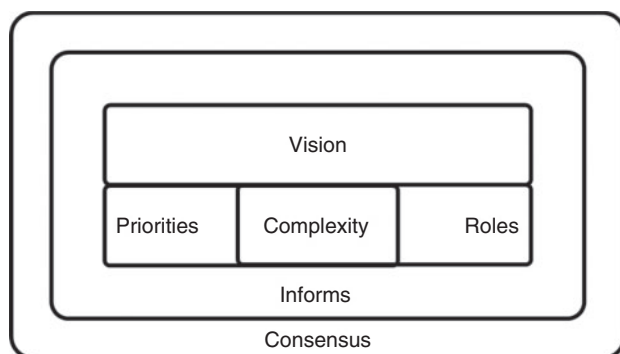 Vision
Priorities Complexity Roles
Informs
Consensus